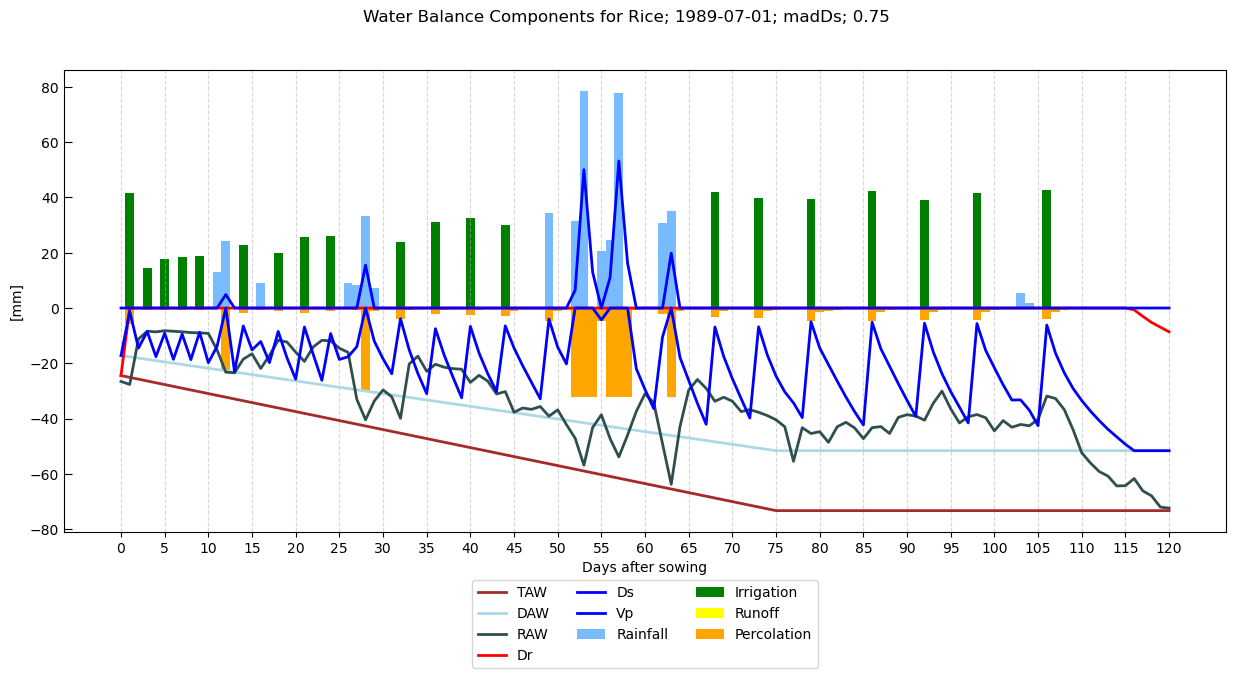 Water Balance Components for Rice; 1989-07-01; madDs; 0.75
80
60
40
20
0
−20
−40
−60
−80
[mm]
0 5 10 15 20 25 30 35 40 45 50 55 60 65 70 75 80 85 90 95 100 105 110 115 120
Days after sowing
TAW Ds Irrigation
DAW Vp Runoff
RAW Rainfall Percolation
Dr